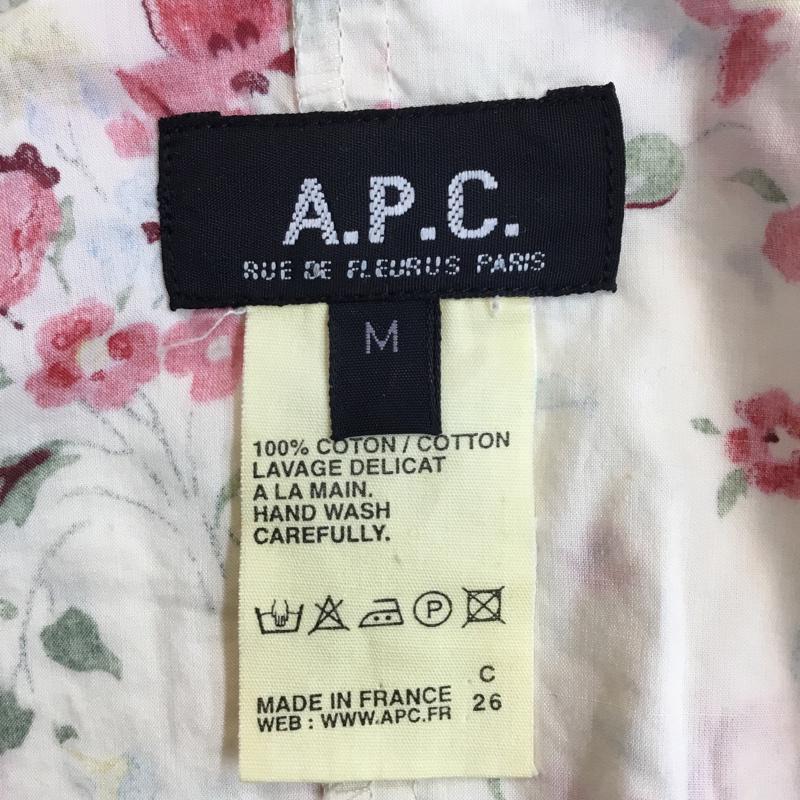 A.P.C.
RUE DE FLEURUS PARIS
M
100% COTON / COTTON
LAVAGE DELICAT
A LA MAIN.
HAND WASH
CAREFULLY.
P
C
26
MADE IN FRANCE
WEB : WWW.APC.FR